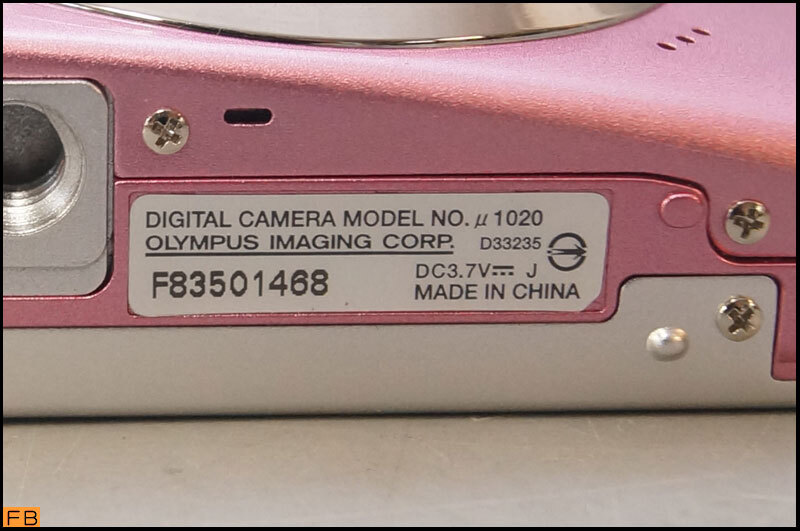 DIGITAL CAMERA MODEL NO. μ 1020
OLYMPUS IMAGING CORP. D33235
F83501468
DC3.7V⎓ J
MADE IN CHINA
FB